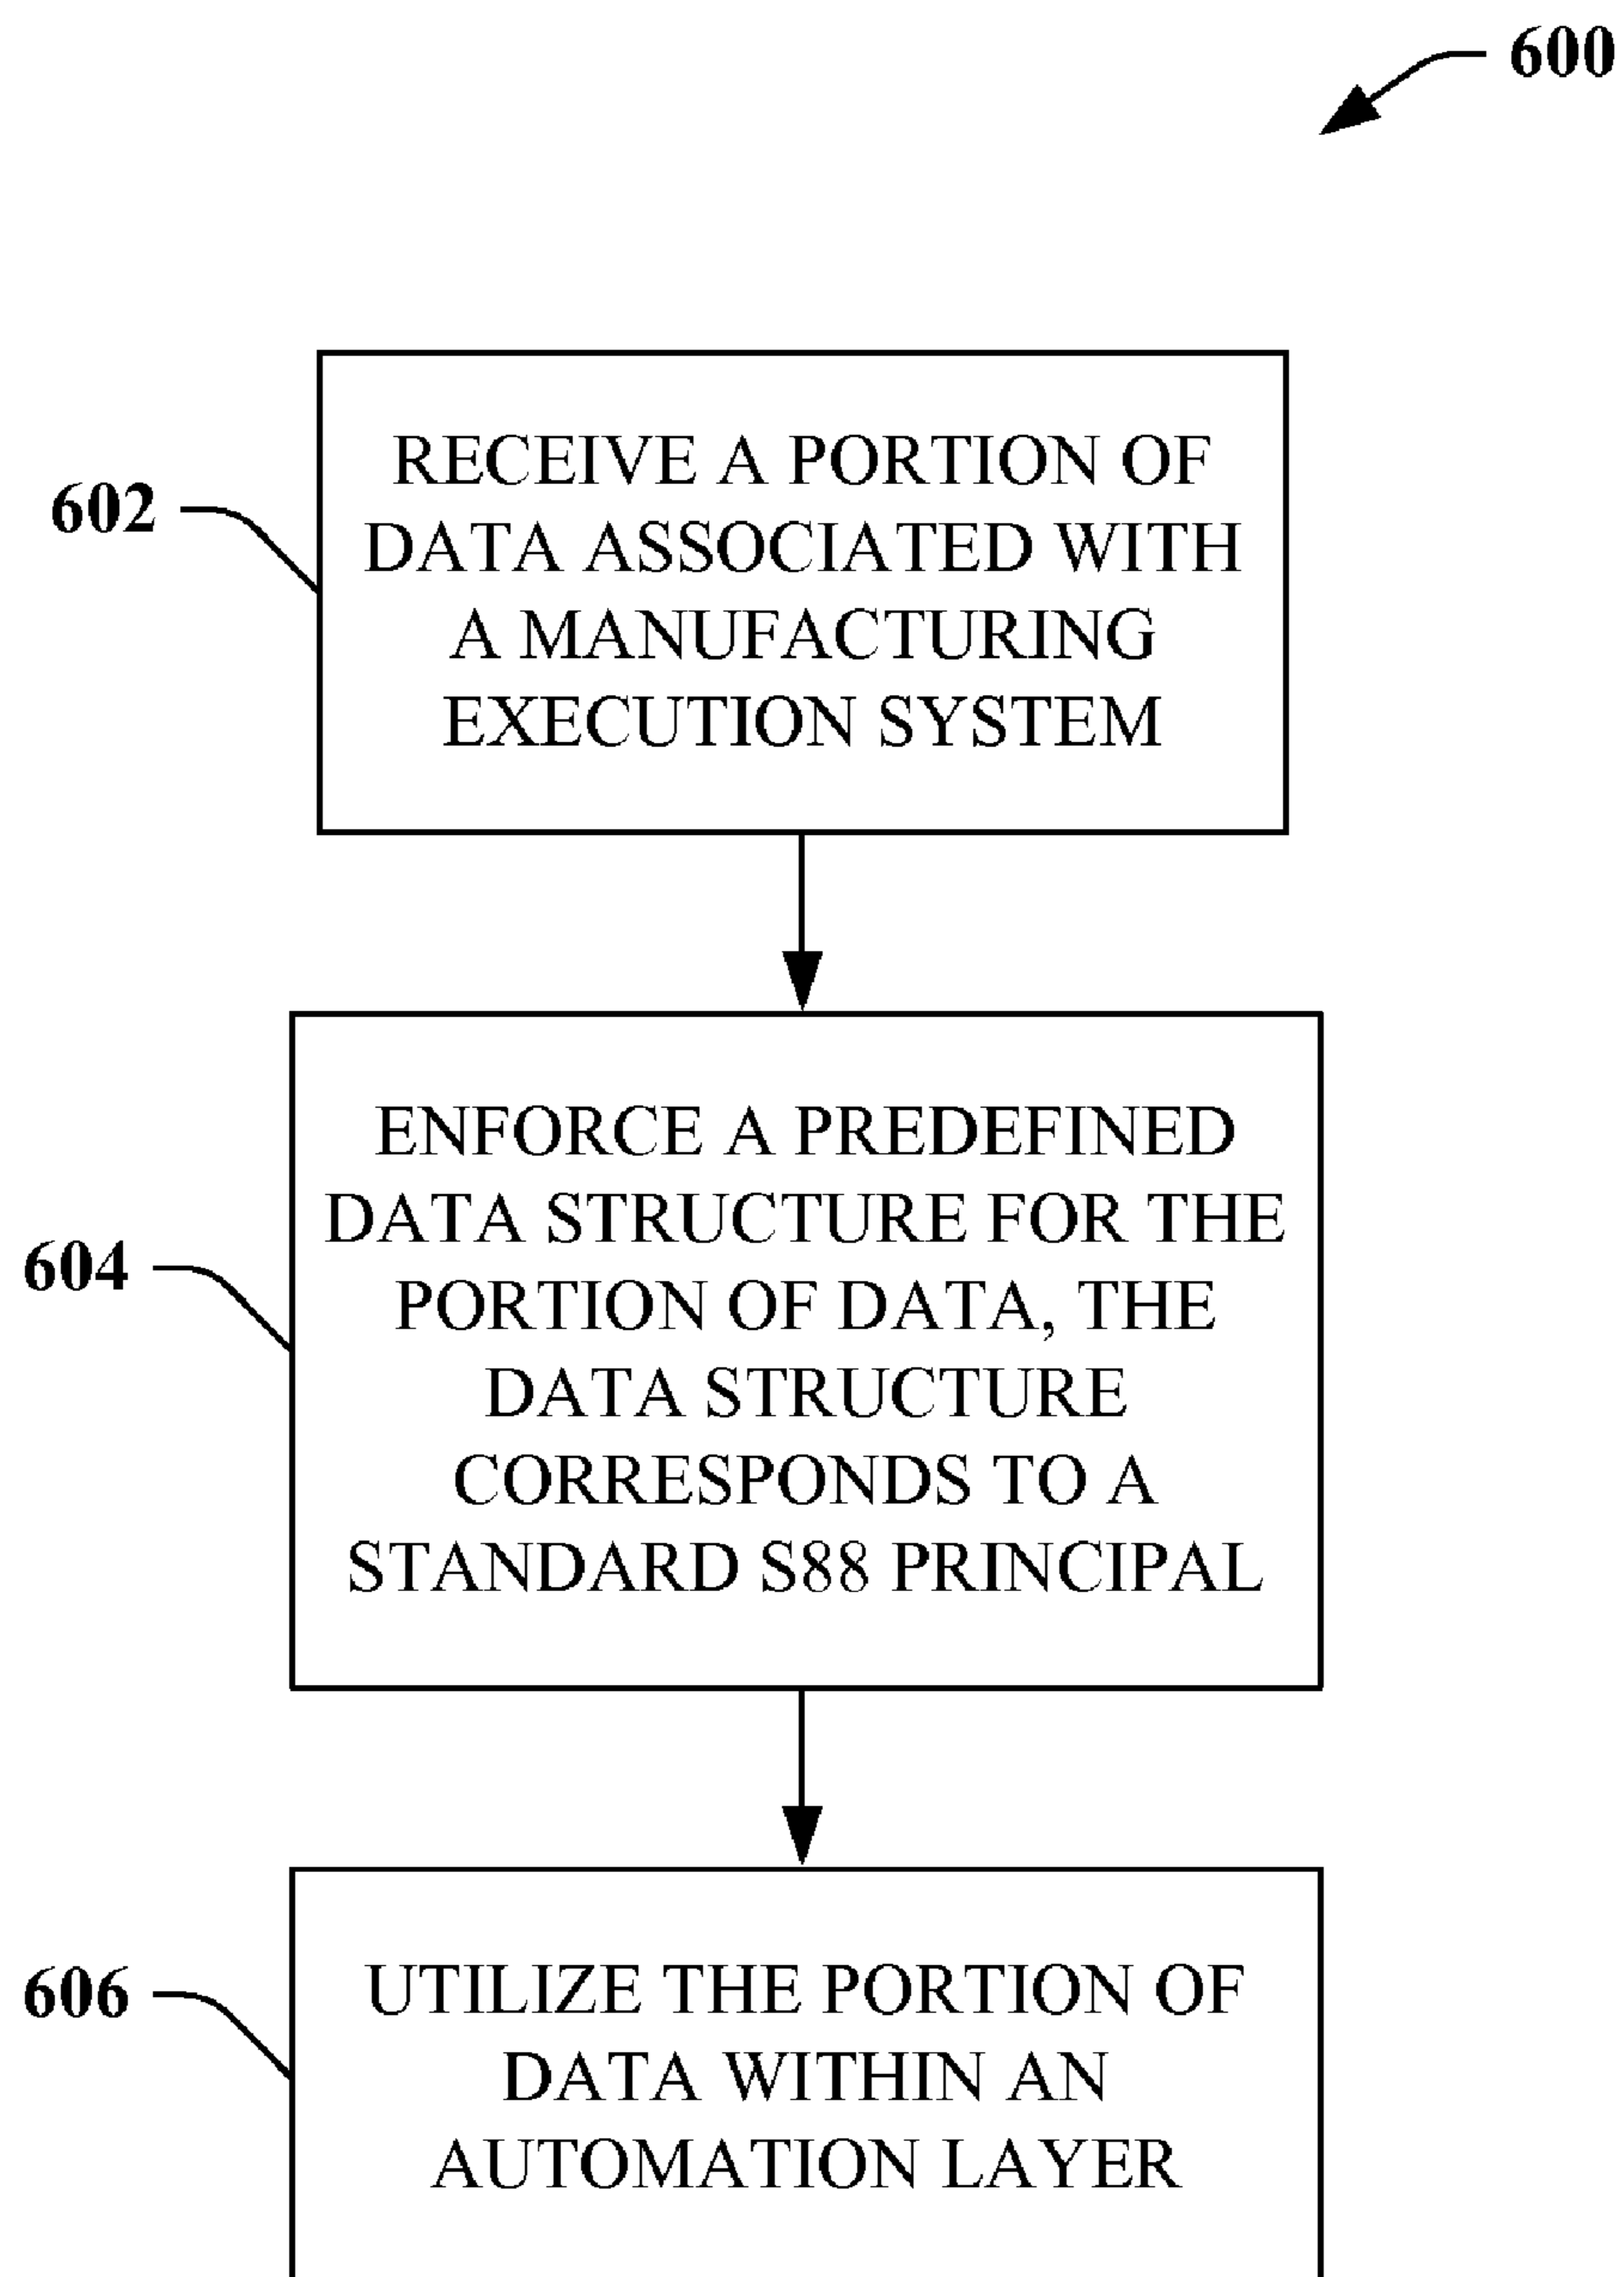 600
602
RECEIVE A PORTION OF
DATA ASSOCIATED WITH
A MANUFACTURING
EXECUTION SYSTEM
604
ENFORCE A PREDEFINED
DATA STRUCTURE FOR THE
PORTION OF DATA, THE
DATA STRUCTURE
CORRESPONDS TO A
STANDARD S88 PRINCIPAL
606
UTILIZE THE PORTION OF
DATA WITHIN AN
AUTOMATION LAYER